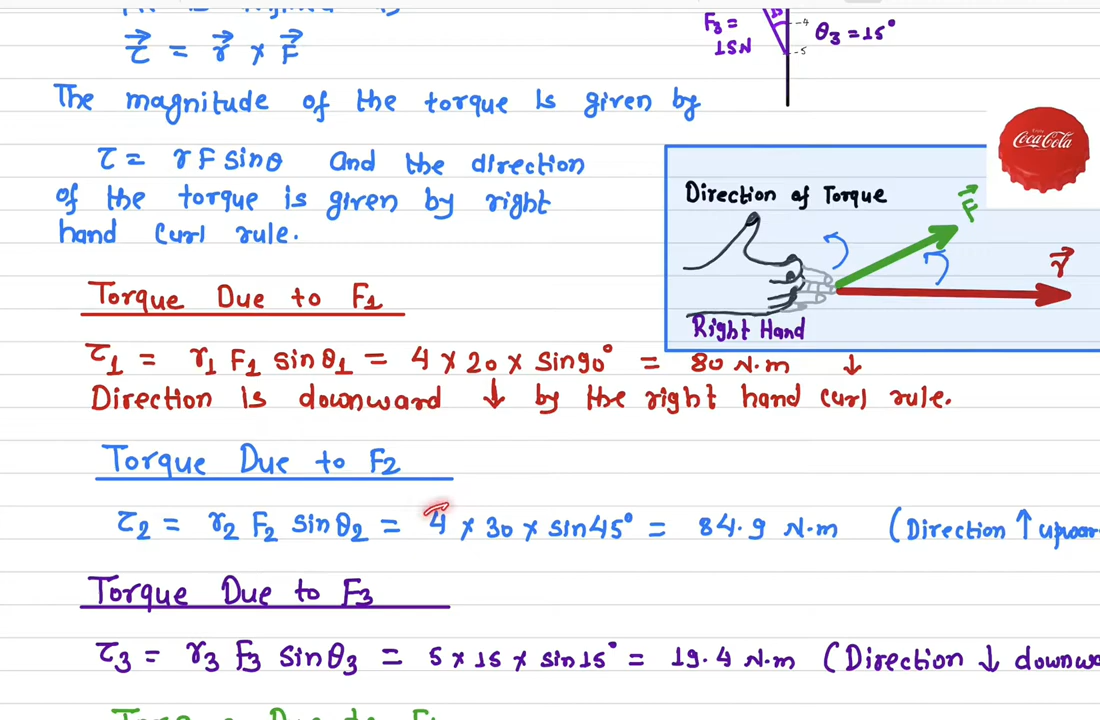 F₃ =
15N
-4
-5
θ₃ = 15°
τ⃗ = r⃗ × F⃗
The magnitude of the torque is given by
τ = r F sinθ And the direction
of the torque is given by right
hand curl rule.
Coca-Cola
Direction of Torque
F⃗
r⃗
Right Hand
Torque Due to F₁
τ₁ = r₁ F₁ sinθ₁ = 4 × 20 × sin90° = 80 N·m ↓
Direction is downward ↓ by the right hand curl rule.
Torque Due to F₂
τ₂ = r₂ F₂ sinθ₂ = 4 × 30 × sin45° = 84.9 N·m (Direction ↑ upwar
Torque Due to F₃
τ₃ = r₃ F₃ sinθ₃ = 5 × 15 × sin15° = 19.4 N·m (Direction ↓ downwa